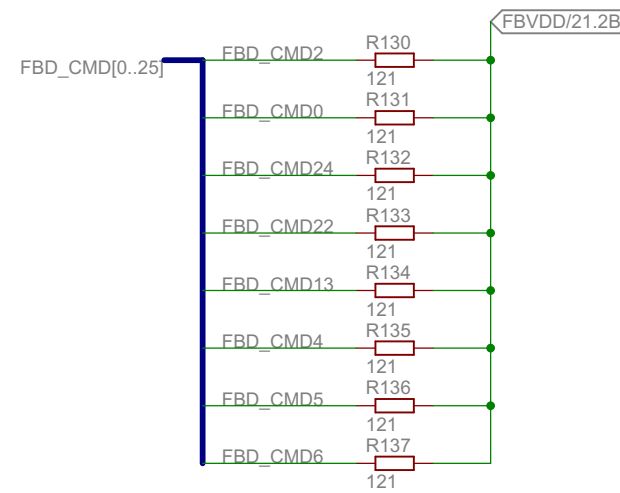 FBVDD/21.2B
FBD_CMD[0..25]
FBD_CMD2
R130
121
FBD_CMD0
R131
121
FBD_CMD24
R132
121
FBD_CMD22
R133
121
FBD_CMD13
R134
121
FBD_CMD4
R135
121
FBD_CMD5
R136
121
FBD_CMD6
R137
121